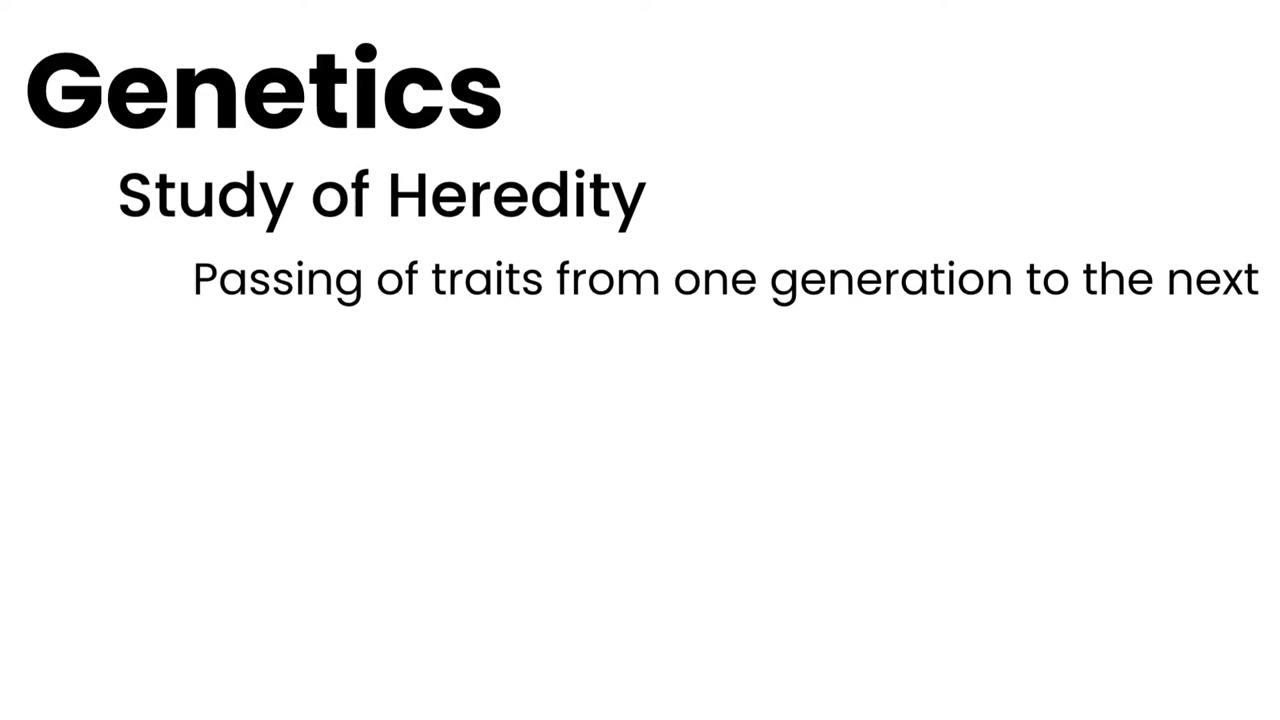 Genetics
Study of Heredity
Passing of traits from one generation to the next